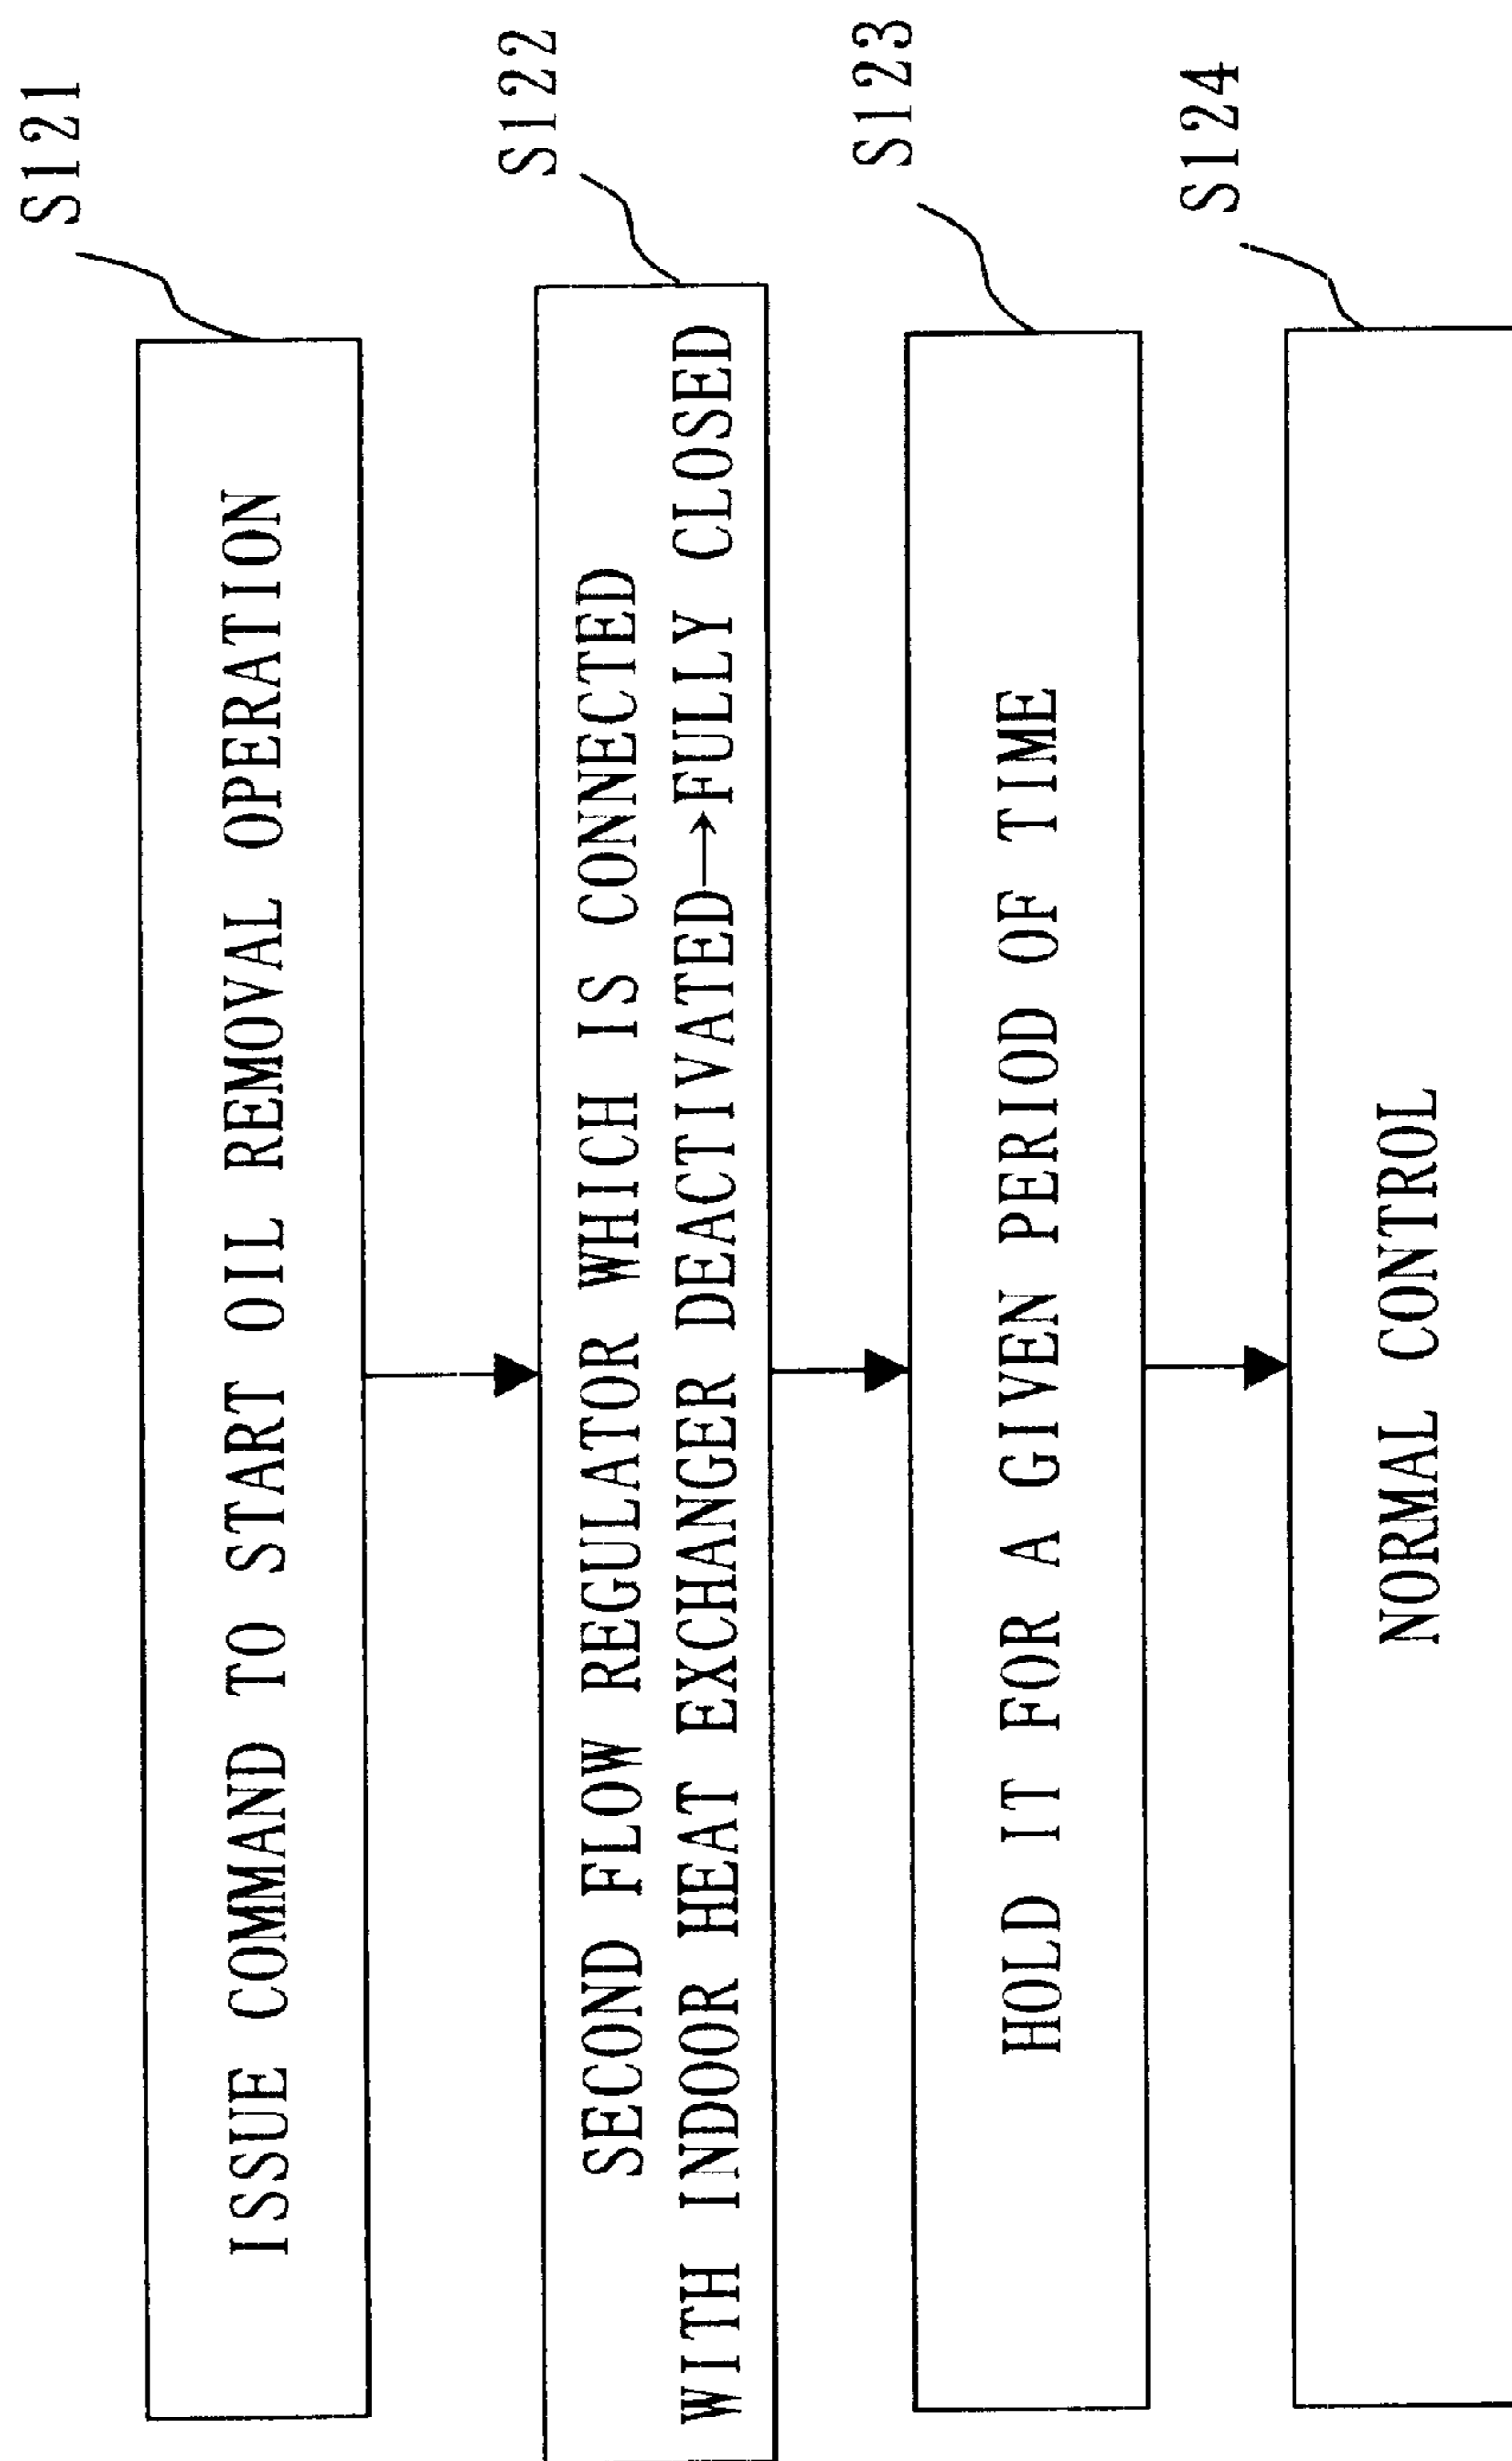 S121
ISSUE COMMAND TO START OIL REMOVAL OPERATION
S122
SECOND FLOW REGULATOR WHICH IS CONNECTED
WITH INDOOR HEAT EXCHANGER DEACTIVATED→FULLY CLOSED
S123
HOLD IT FOR A GIVEN PERIOD OF TIME
S124
NORMAL CONTROL